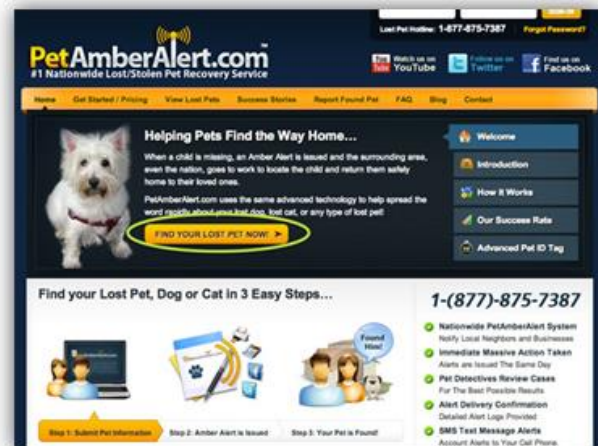 Lost Pet Hotline: 1-877-875-7387 Forgot Password?
PetAmberAlert.com
#1 Nationwide Lost/Stolen Pet Recovery Service
Watch us on YouTube
Follow us on Twitter
Find us on Facebook
Home Get Started / Pricing View Lost Pets Success Stories Report Found Pet FAQ Blog Contact
Helping Pets Find the Way Home...
When a child is missing, an Amber Alert is issued and the surrounding area,
even the nation, goes to work to locate the child and return them safely
home to their loved ones.
PetAmberAlert.com uses the same advanced technology to help spread the
word rapidly about your lost dog, lost cat, or any type of lost pet!
FIND YOUR LOST PET NOW! >
Welcome
Introduction
How it Works
Our Success Rate
Advanced Pet ID Tag
Find your Lost Pet, Dog or Cat in 3 Easy Steps...
Found
Him!
Step 1: Submit Pet Information Step 2: Amber Alert is Issued Step 3: Your Pet is Found!
1-(877)-875-7387
Nationwide PetAmberAlert System
Notify Local Neighbors and Businesses
Immediate Massive Action Taken
Alerts are Issued The Same Day
Pet Detectives Review Cases
For The Best Possible Results
Alert Delivery Confirmation
Detailed Alert Logs Provided
SMS Text Message Alerts
Account Alerts to Your Cell Phone